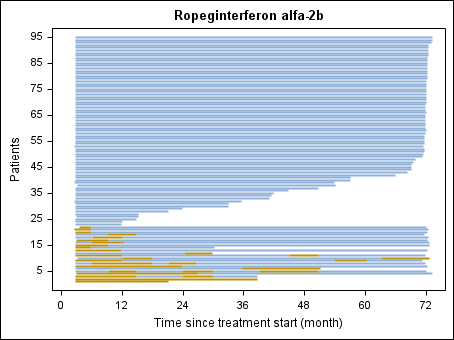 Ropeginterferon alfa-2b
Patients
95
85
75
65
55
45
35
25
15
5
0 12 24 36 48 60 72
Time since treatment start (month)